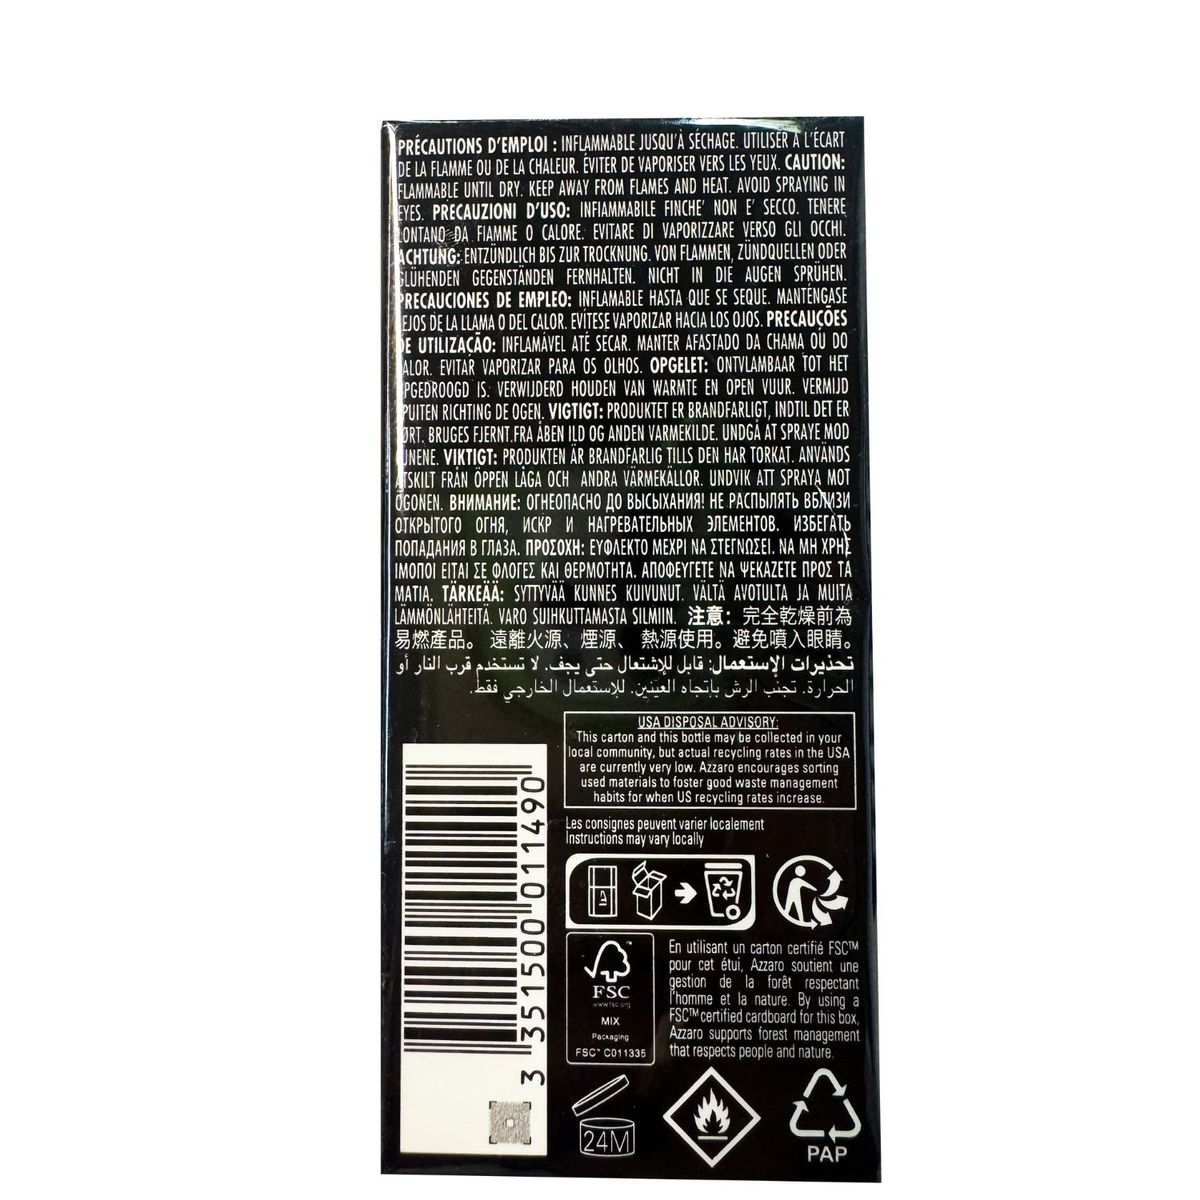 PRÉCAUTIONS D'EMPLOI : INFLAMMABLE JUSQU'À SÉCHAGE. UTILISER À L'ÉCART
DE LA FLAMME OU DE LA CHALEUR. ÉVITER DE VAPORISER VERS LES YEUX. CAUTION:
FLAMMABLE UNTIL DRY. KEEP AWAY FROM FLAMES AND HEAT. AVOID SPRAYING IN
EYES. PRECAUZIONI D'USO: INFIAMMABILE FINCHE' NON E' SECCO. TENERE
LONTANO DA FIAMME O CALORE. EVITARE DI VAPORIZZARE VERSO GLI OCCHI.
ACHTUNG: ENTZÜNDLICH BIS ZUR TROCKNUNG. VON FLAMMEN, ZÜNDQUELLEN ODER
GLÜHENDEN GEGENSTÄNDEN FERNHALTEN. NICHT IN DIE AUGEN SPRÜHEN.
PRECAUCIONES DE EMPLEO: INFLAMABLE HASTA QUE SE SEQUE. MANTÉNGASE
EJOS DE LA LLAMA O DEL CALOR. EVÍTESE VAPORIZAR HACIA LOS OJOS. PRECAUÇÕES
DE UTILIZAÇÃO: INFLAMÁVEL ATÉ SECAR. MANTER AFASTADO DA CHAMA OU DO
ALOR. EVITAR VAPORIZAR PARA OS OLHOS. OPGELET: ONTVLAMBAAR TOT HET
OPGEDROOGD IS. VERWIJDERD HOUDEN VAN WARMTE EN OPEN VUUR. VERMIJD
PUITEN RICHTING DE OGEN. VIGTIGT: PRODUKTET ER BRANDFARLIGT, INDTIL DET ER
ØRT. BRUGES FJERNT FRA ÅBEN ILD OG ANDEN VARMEKILDE. UNDGÅ AT SPRAYE MOD
ØJNENE. VIKTIGT: PRODUKTEN ÄR BRANDFARLIG TILLS DEN HAR TORKAT. ANVÄNDS
ÅTSKILT FRÅN ÖPPEN LÅGA OCH ANDRA VÄRMEKÄLLOR. UNDVIK ATT SPRAYA MOT
ÖGONEN. ВНИМАНИЕ: ОГНЕОПАСНО ДО ВЫСЫХАНИЯ! НЕ РАСПЫЛЯТЬ ВБЛИЗИ
ОТКРЫТОГО ОГНЯ, ИСКР И НАГРЕВАТЕЛЬНЫХ ЭЛЕМЕНТОВ. ИЗБЕГАТЬ
ПОПАДАНИЯ В ГЛАЗА. ΠΡΟΣΟΧΗ: ΕΥΦΛΕΚΤΟ ΜΕΧΡΙ ΝΑ ΣΤΕΓΝΩΣΕΙ. ΝΑ ΜΗ ΧΡΗΣ
ΙΜΟΠΟΙ ΕΙΤΑΙ ΣΕ ΦΛΟΓΕΣ ΚΑΙ ΘΕΡΜΟΤΗΤΑ. ΑΠΟΦΕΥΓΕΤΕ ΝΑ ΨΕΚΑΖΕΤΕ ΠΡΟΣ ΤΑ
ΜΑΤΙΑ. TÄRKEÄÄ: SYTTYVÄÄ KUNNES KUIVUNUT. VÄLTÄ AVOTULTA JA MUITA
LÄMMÖNLÄHTEITÄ. VARO SUIHKUTTAMASTA SILMIIN. 注意：完全乾燥前為
易燃產品。遠離火源、煙源、熱源使用。避免噴入眼睛。
تحذيرات الإستعمال: قابل للإشتعال حتى يجف. لا تستخدم قرب النار أو
الحرارة. تجنب الرش بإتجاه العينين. للإستعمال الخارجي فقط.
USA DISPOSAL ADVISORY:
This carton and this bottle may be collected in your
local community, but actual recycling rates in the USA
are currently very low. Azzaro encourages sorting
used materials to foster good waste management
habits for when US recycling rates increase.
Les consignes peuvent varier localement
Instructions may vary locally
3 351500 011490
FSC
www.fsc.org
MIX
Packaging
FSC™ C011335
En utilisant un carton certifié FSC™
pour cet étui, Azzaro soutient une
gestion de la forêt respectant
l'homme et la nature. By using a
FSC™ certified cardboard for this box,
Azzaro supports forest management
that respects people and nature.
24M
PAP